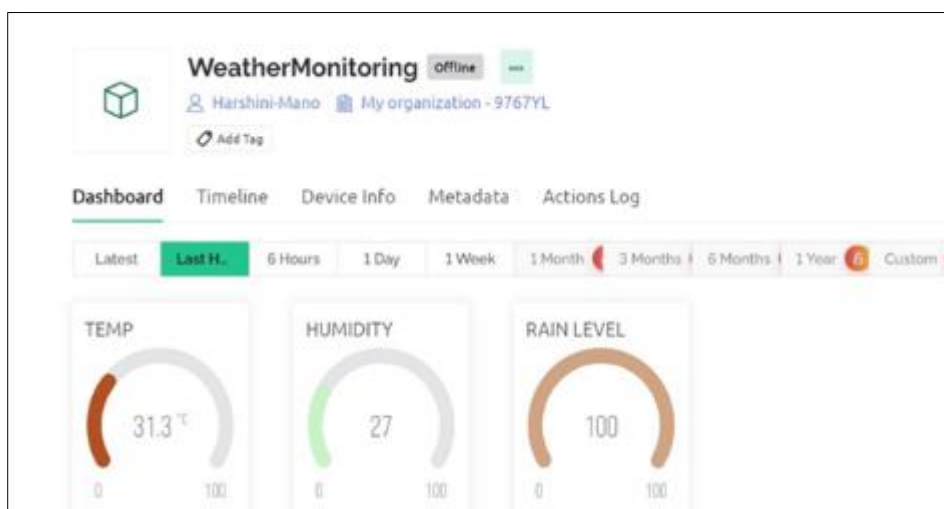 WeatherMonitoring Offline ...
Harshini-Mano My organization - 9767YL
Add Tag
Dashboard Timeline Device Info Metadata Actions Log
Latest Last H... 6 Hours 1 Day 1 Week 1 Month 3 Months 6 Months 1 Year 6 Custom
TEMP HUMIDITY RAIN LEVEL
31.3 °C 27 100
0 100 0 100 0 100